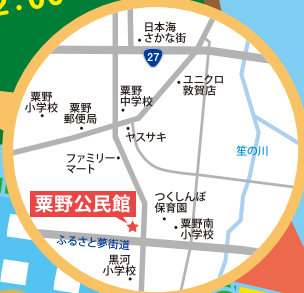 2:00
日本海
さかな街
27
ユニクロ
敦賀店
粟野
小学校
粟野
中学校
粟野
郵便局
ヤスサキ
笙の川
ファミリー
マート
粟野公民館
つくしんぼ
保育園
粟野南
小学校
ふるさと夢街道
黒河
小学校